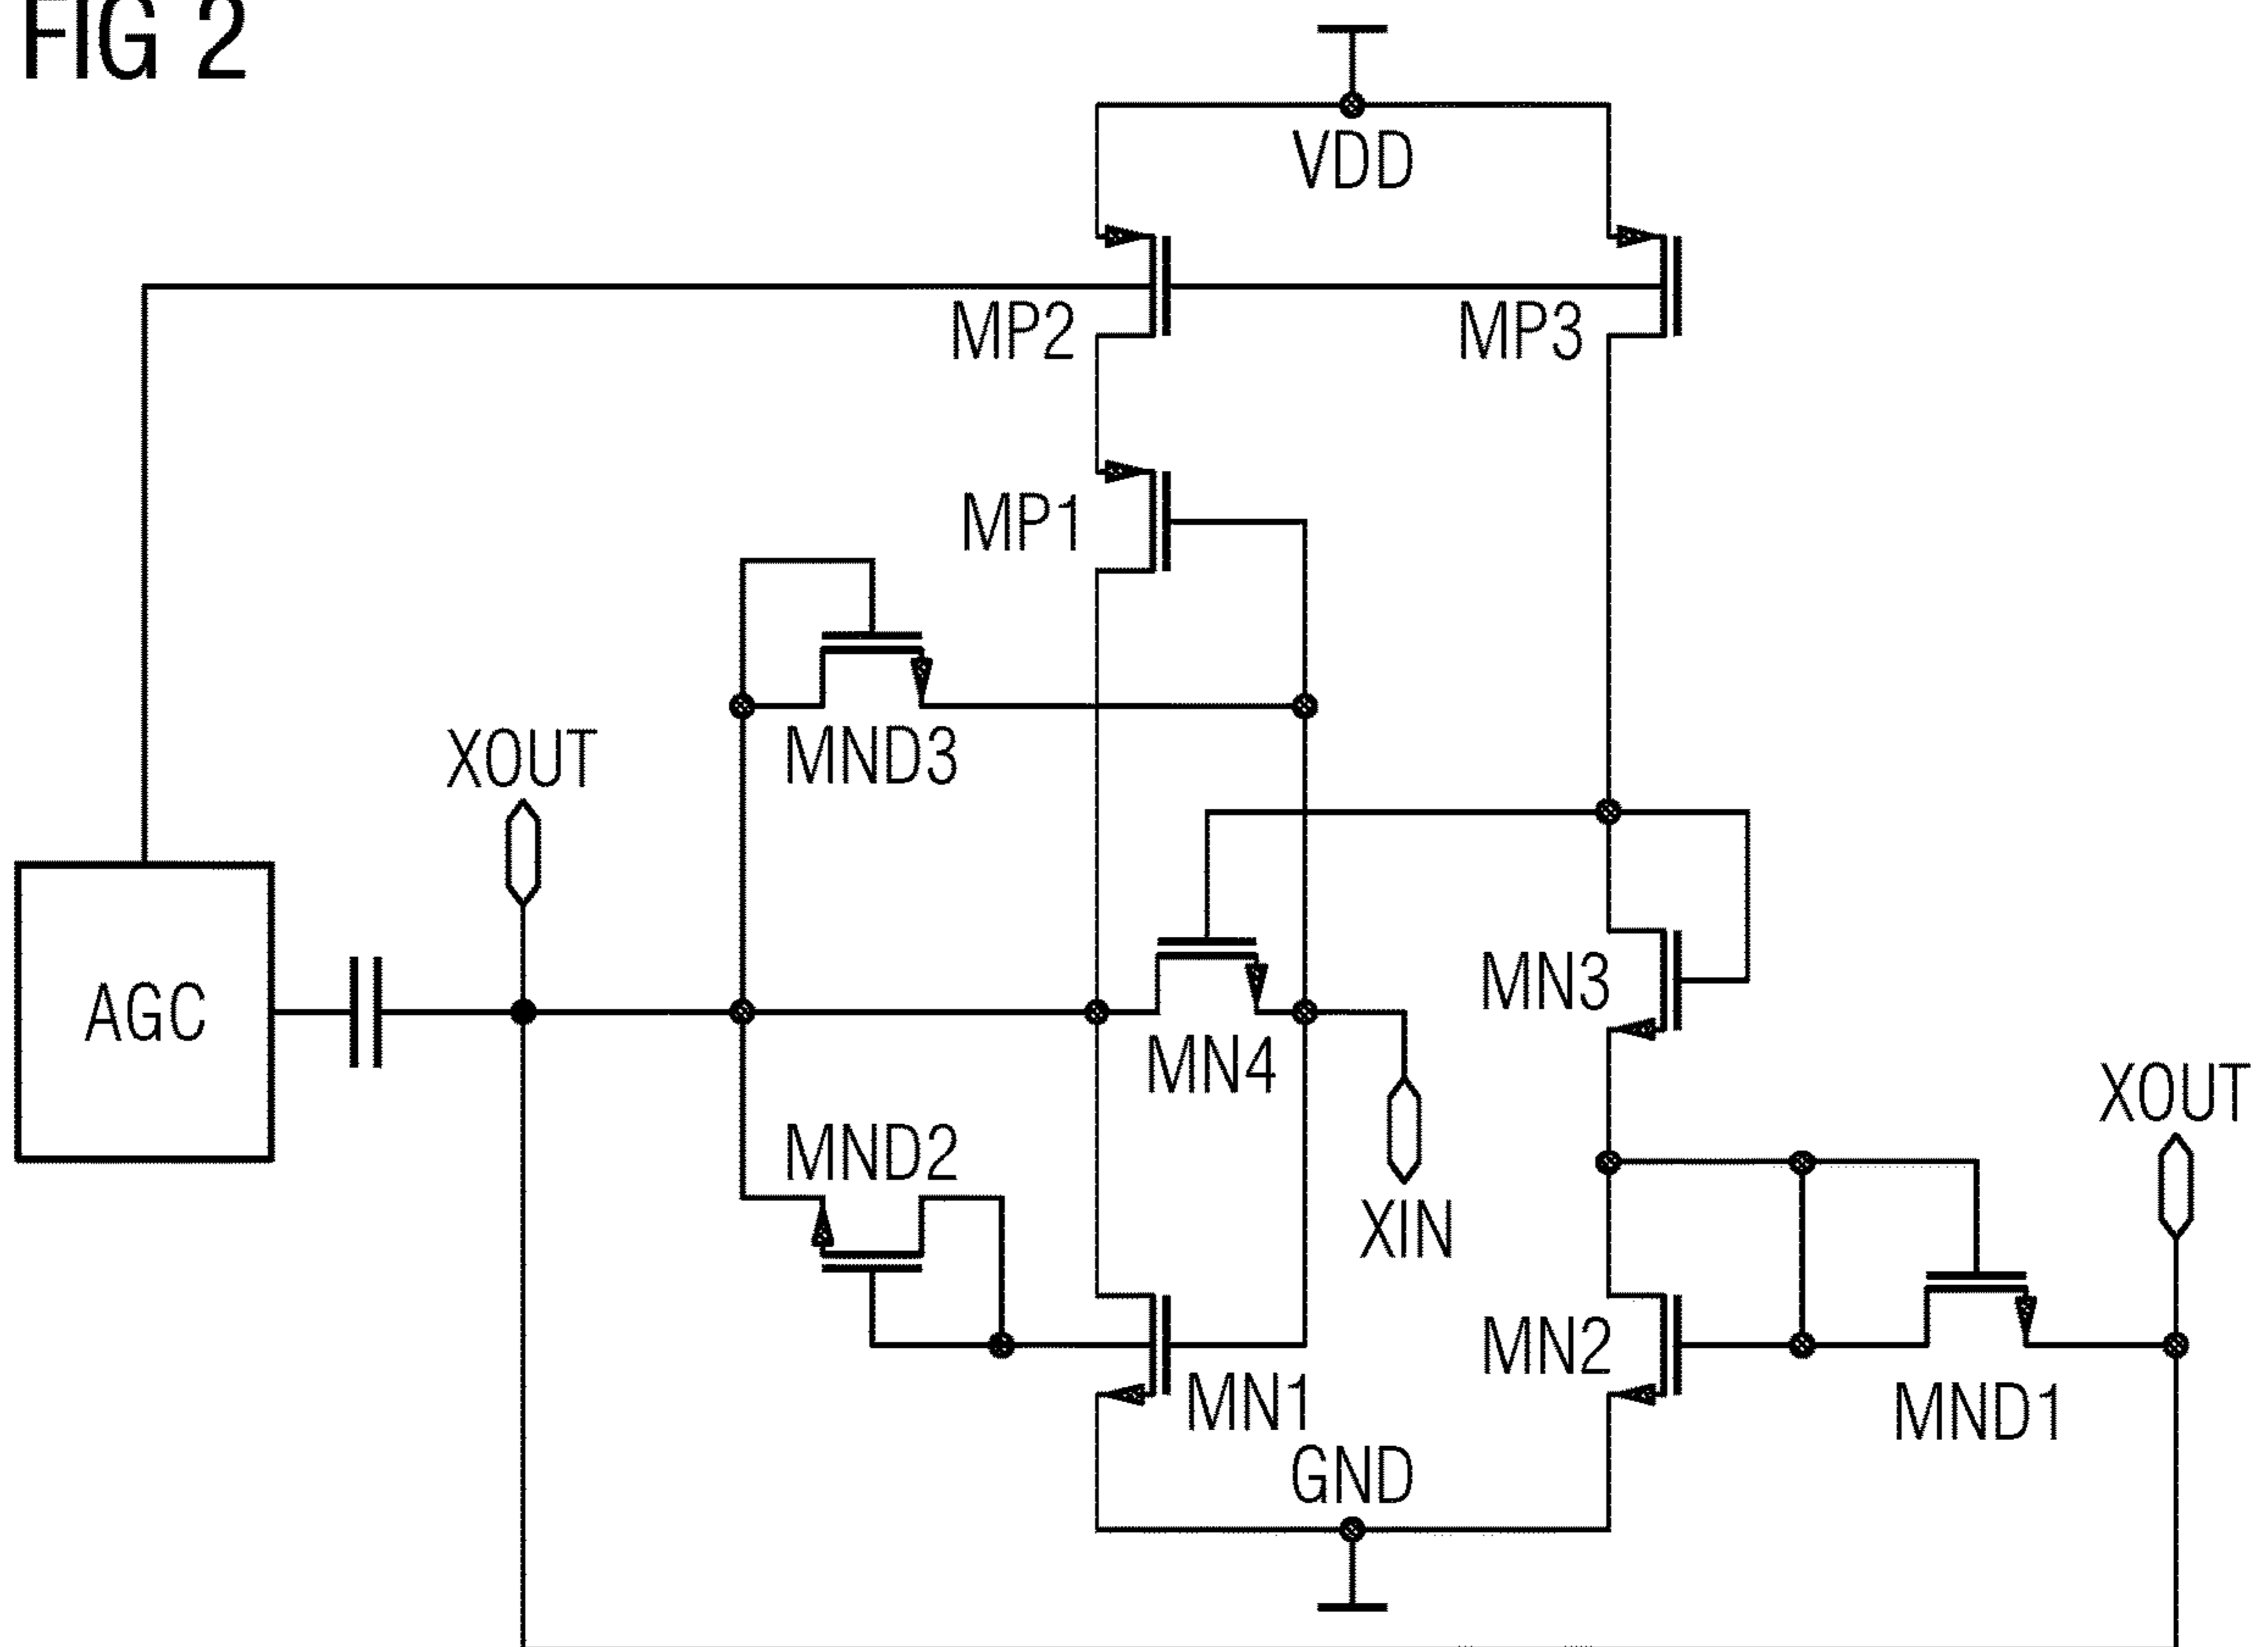 FIG 2
VDD
MP2
MP3
MP1
MND3
XOUT
MN3
AGC
MN4
XOUT
MND2
XIN
MN2
MN1
MND1
GND